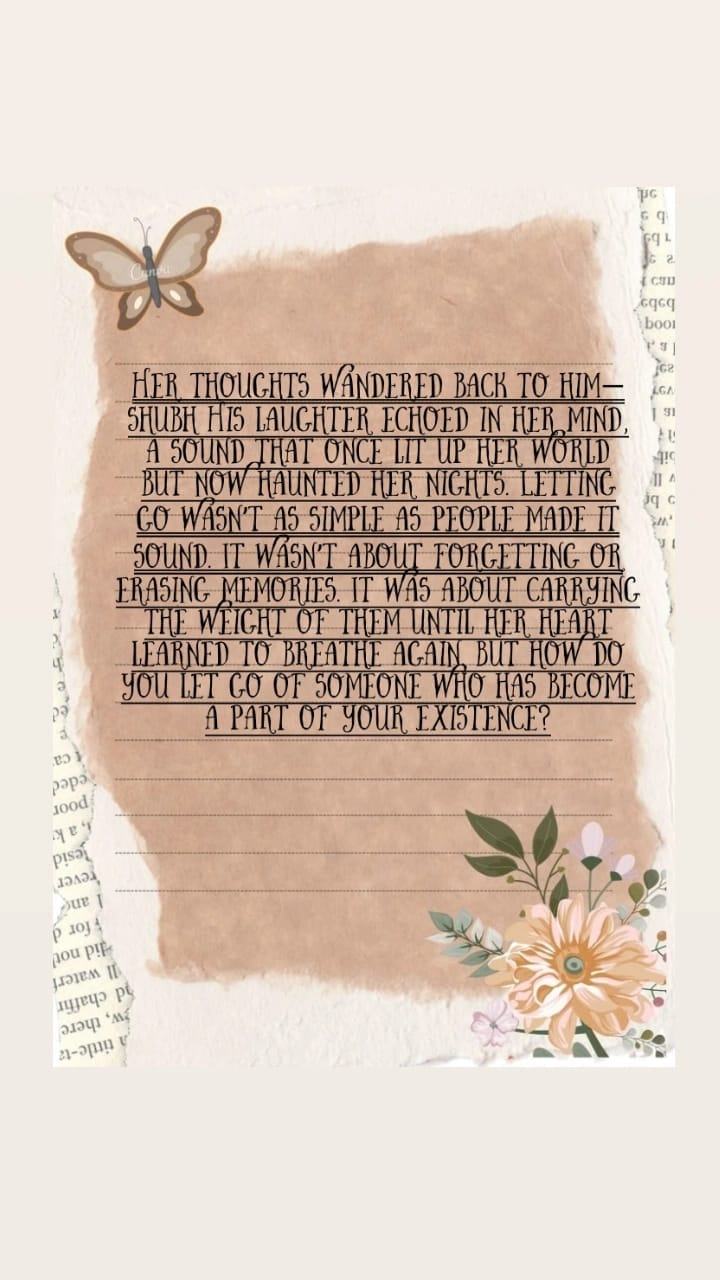 Canva
HER THOUGHTS WANDERED BACK TO HIM—
SHUBH HIS LAUGHTER ECHOED IN HER MIND,
A SOUND THAT ONCE LIT UP HER WORLD
BUT NOW HAUNTED HER NIGHTS. LETTING
GO WASN'T AS SIMPLE AS PEOPLE MADE IT
SOUND. IT WASN'T ABOUT FORGETTING OR
ERASING MEMORIES. IT WAS ABOUT CARRYING
THE WEIGHT OF THEM UNTIL HER HEART
LEARNED TO BREATHE AGAIN. BUT HOW DO
YOU LET GO OF SOMEONE WHO HAS BECOME
A PART OF YOUR EXISTENCE?